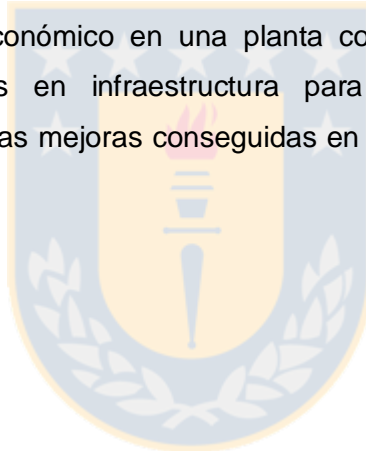 conómico en una planta co
s en infraestructura para
as mejoras conseguidas en